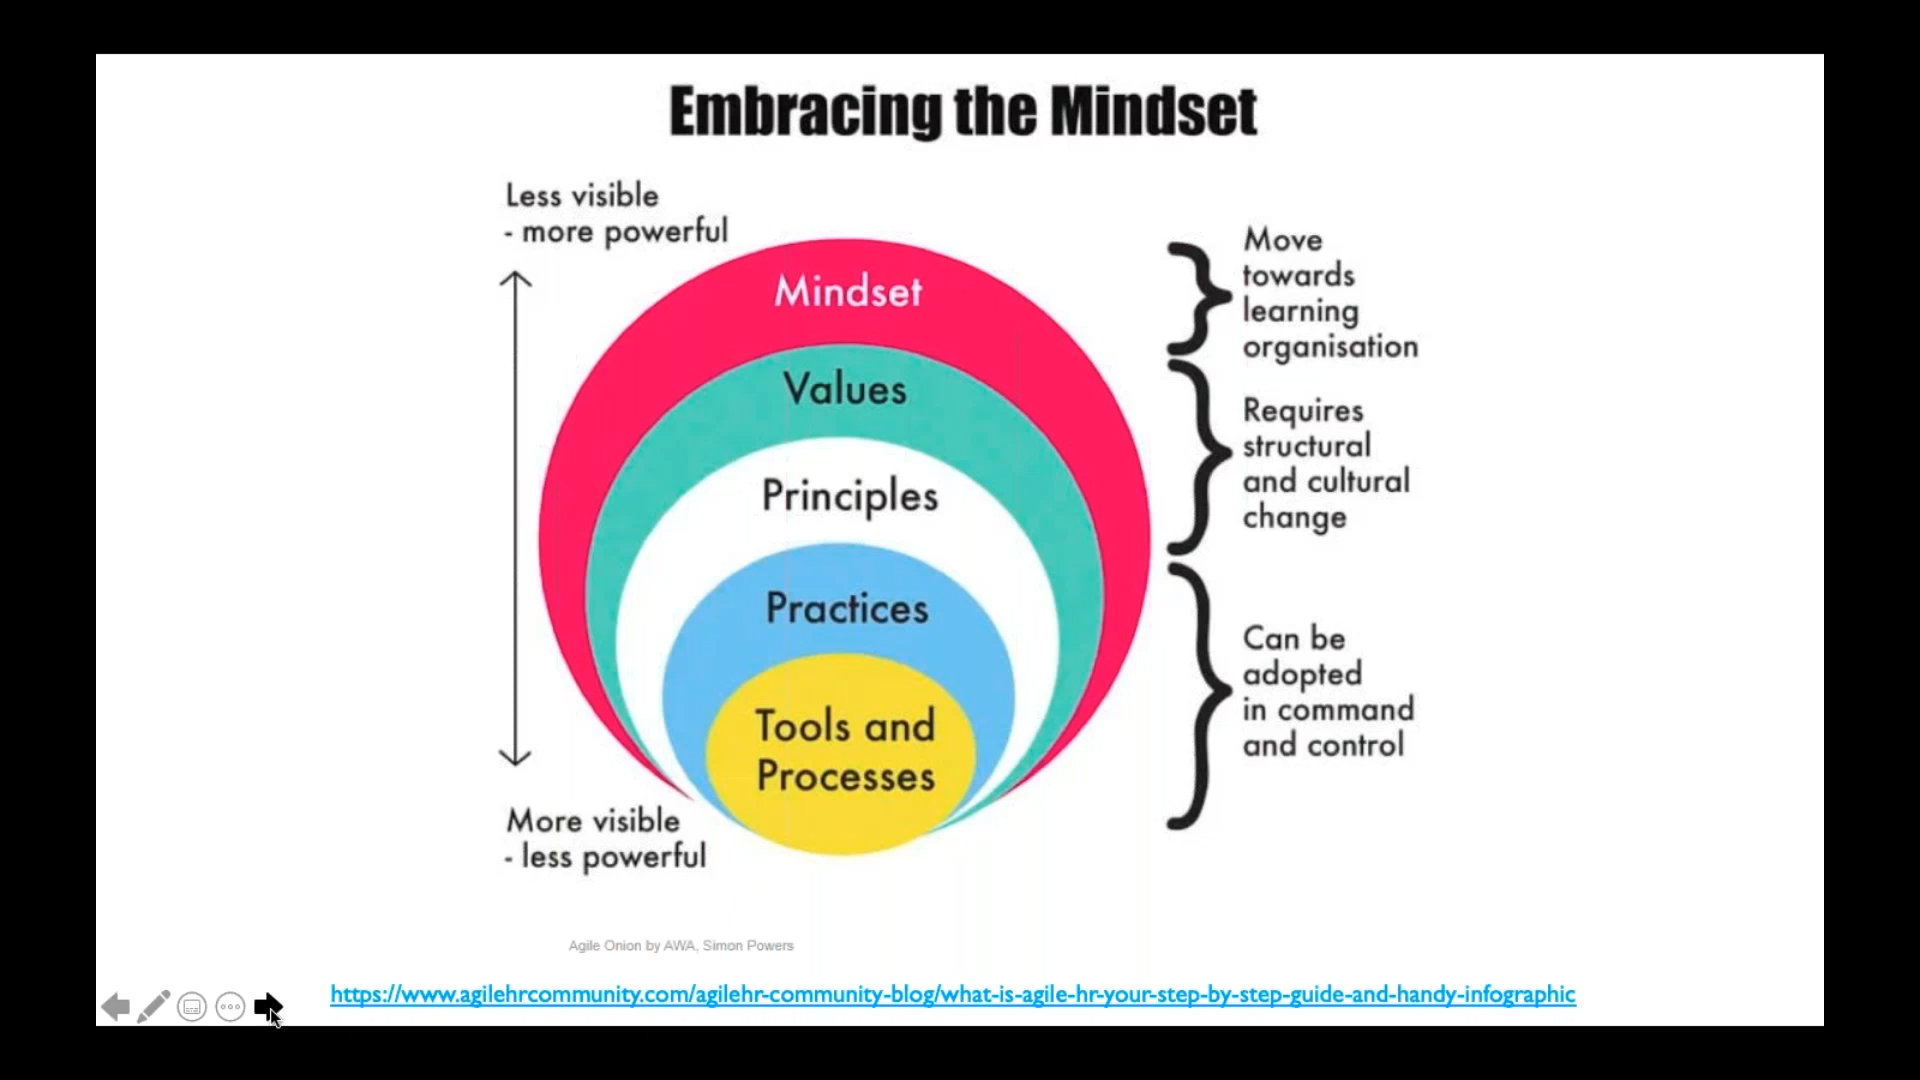 Embracing the Mindset
Less visible
- more powerful
Mindset
Values
Principles
Practices
Tools and
Processes
More visible
- less powerful
Move
towards
learning
organisation
Requires
structural
and cultural
change
Can be
adopted
in command
and control
Agile Onion by AWA, Simon Powers
https://www.agilehrcommunity.com/agilehr-community-blog/what-is-agile-hr-your-step-by-step-guide-and-handy-infographic